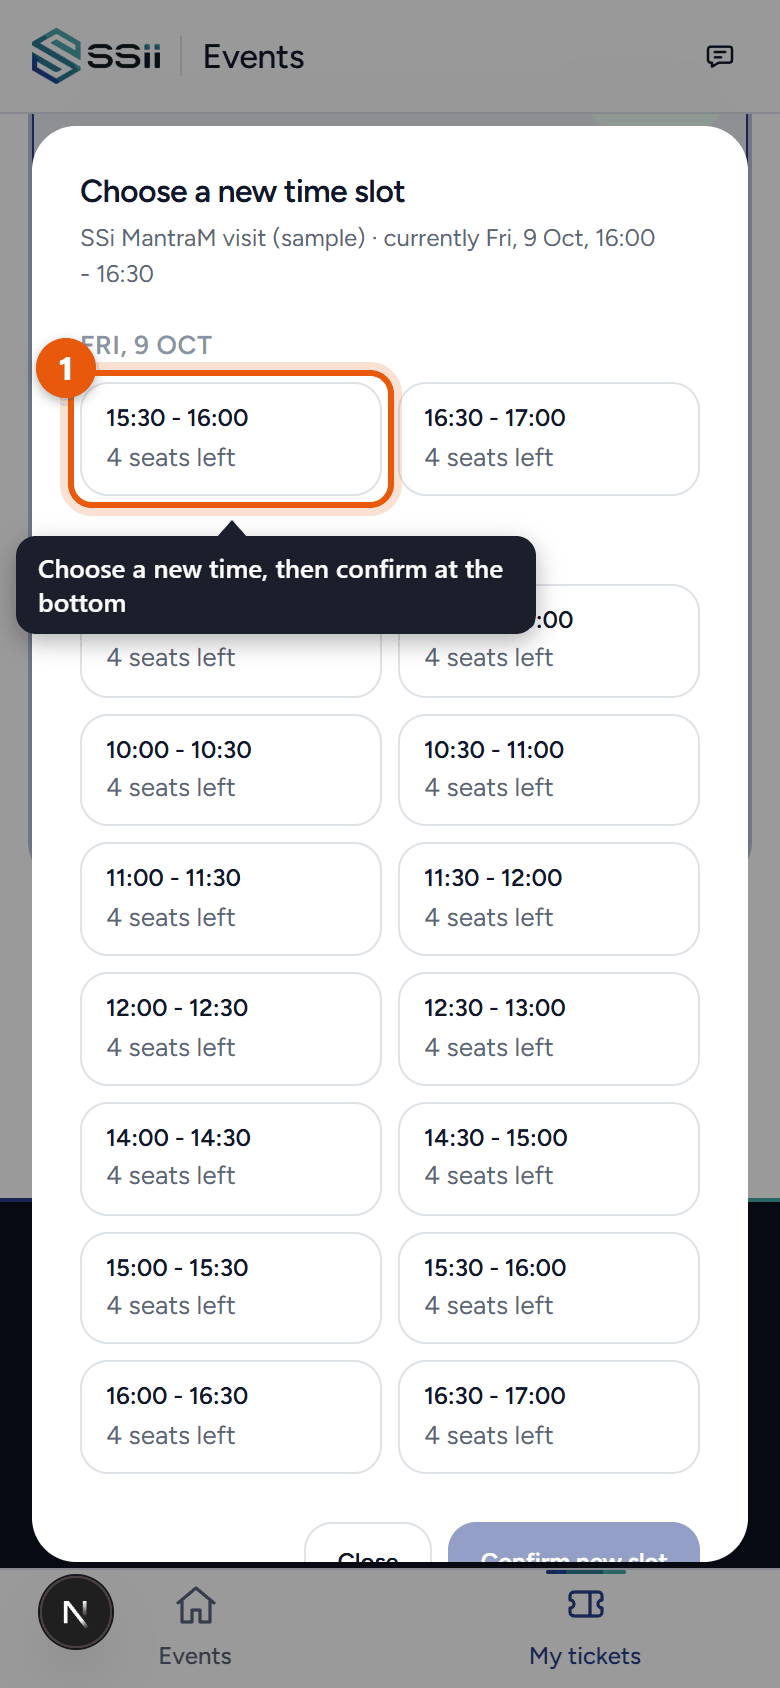 SSii Events
Choose a new time slot
SSi MantraM visit (sample) · currently Fri, 9 Oct, 16:00
- 16:30
FRI, 9 OCT
1
15:30 - 16:00
4 seats left
16:30 - 17:00
4 seats left
Choose a new time, then confirm at the
bottom
:00
4 seats left
4 seats left
10:00 - 10:30
4 seats left
10:30 - 11:00
4 seats left
11:00 - 11:30
4 seats left
11:30 - 12:00
4 seats left
12:00 - 12:30
4 seats left
12:30 - 13:00
4 seats left
14:00 - 14:30
4 seats left
14:30 - 15:00
4 seats left
15:00 - 15:30
4 seats left
15:30 - 16:00
4 seats left
16:00 - 16:30
4 seats left
16:30 - 17:00
4 seats left
Close
Confirm new slot
N
Events
My tickets